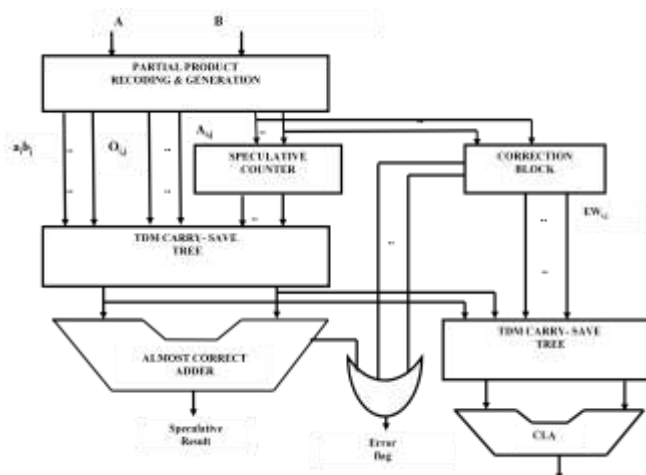 A B
PARTIAL PRODUCT
RECODING & GENERATION
aᵢbⱼ Oᵢ,ⱼ Aᵢ,ⱼ
SPECULATIVE
COUNTER
CORRECTION
BLOCK
EWᵢ,ⱼ
TDM CARRY- SAVE
TREE
TDM CARRY- SAVE
TREE
ALMOST CORRECT
ADDER
Speculative
Result
Error
flag
CLA